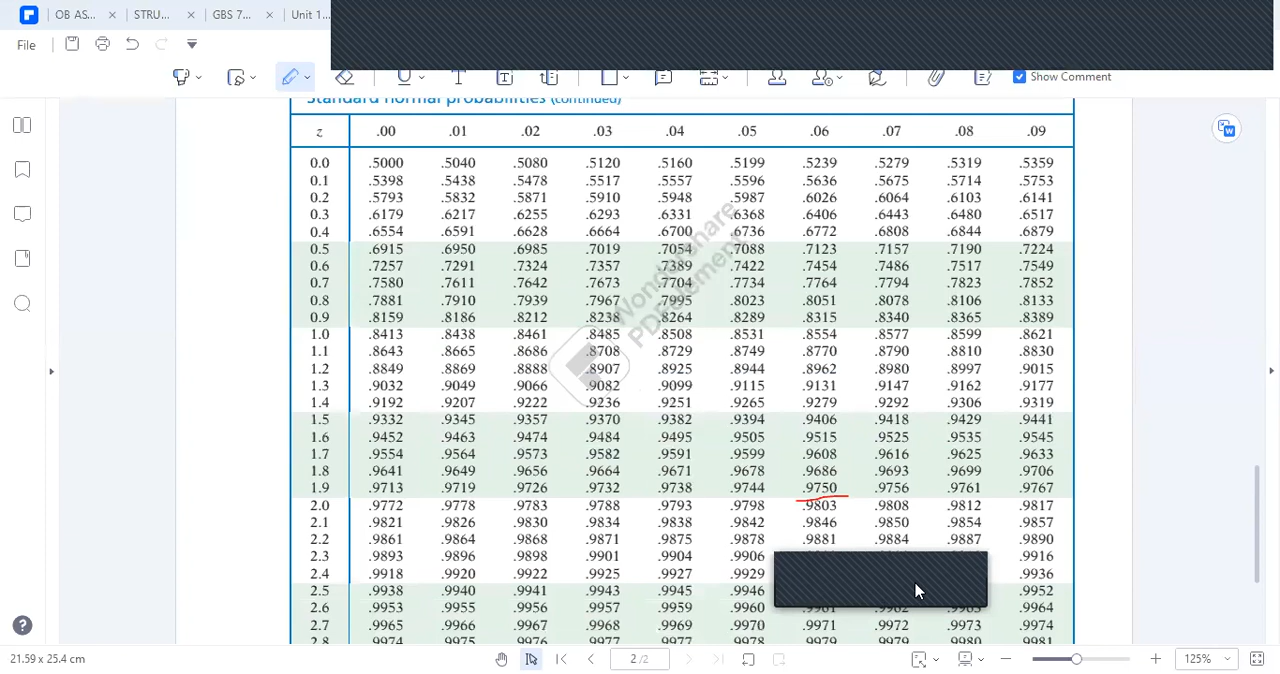 OB AS... × STRU... × GBS 7... × Unit 1...
File
Show Comment
Standard normal probabilities (continued)
z .00 .01 .02 .03 .04 .05 .06 .07 .08 .09
0.0 .5000 .5040 .5080 .5120 .5160 .5199 .5239 .5279 .5319 .5359
0.1 .5398 .5438 .5478 .5517 .5557 .5596 .5636 .5675 .5714 .5753
0.2 .5793 .5832 .5871 .5910 .5948 .5987 .6026 .6064 .6103 .6141
0.3 .6179 .6217 .6255 .6293 .6331 .6368 .6406 .6443 .6480 .6517
0.4 .6554 .6591 .6628 .6664 .6700 .6736 .6772 .6808 .6844 .6879
0.5 .6915 .6950 .6985 .7019 .7054 .7088 .7123 .7157 .7190 .7224
0.6 .7257 .7291 .7324 .7357 .7389 .7422 .7454 .7486 .7517 .7549
0.7 .7580 .7611 .7642 .7673 .7704 .7734 .7764 .7794 .7823 .7852
0.8 .7881 .7910 .7939 .7967 .7995 .8023 .8051 .8078 .8106 .8133
0.9 .8159 .8186 .8212 .8238 .8264 .8289 .8315 .8340 .8365 .8389
1.0 .8413 .8438 .8461 .8485 .8508 .8531 .8554 .8577 .8599 .8621
1.1 .8643 .8665 .8686 .8708 .8729 .8749 .8770 .8790 .8810 .8830
1.2 .8849 .8869 .8888 .8907 .8925 .8944 .8962 .8980 .8997 .9015
1.3 .9032 .9049 .9066 .9082 .9099 .9115 .9131 .9147 .9162 .9177
1.4 .9192 .9207 .9222 .9236 .9251 .9265 .9279 .9292 .9306 .9319
1.5 .9332 .9345 .9357 .9370 .9382 .9394 .9406 .9418 .9429 .9441
1.6 .9452 .9463 .9474 .9484 .9495 .9505 .9515 .9525 .9535 .9545
1.7 .9554 .9564 .9573 .9582 .9591 .9599 .9608 .9616 .9625 .9633
1.8 .9641 .9649 .9656 .9664 .9671 .9678 .9686 .9693 .9699 .9706
1.9 .9713 .9719 .9726 .9732 .9738 .9744 .9750 .9756 .9761 .9767
2.0 .9772 .9778 .9783 .9788 .9793 .9798 .9803 .9808 .9812 .9817
2.1 .9821 .9826 .9830 .9834 .9838 .9842 .9846 .9850 .9854 .9857
2.2 .9861 .9864 .9868 .9871 .9875 .9878 .9881 .9884 .9887 .9890
2.3 .9893 .9896 .9898 .9901 .9904 .9906 .9916
2.4 .9918 .9920 .9922 .9925 .9927 .9929 .9936
2.5 .9938 .9940 .9941 .9943 .9945 .9946 .9952
2.6 .9953 .9955 .9956 .9957 .9959 .9960 .9961 .9962 .9963 .9964
2.7 .9965 .9966 .9967 .9968 .9969 .9970 .9971 .9972 .9973 .9974
2.8 .9974 .9975 .9976 .9977 .9977 .9978 .9979 .9979 .9980 .9981
Wondershare
PDFelement
21.59 x 25.4 cm
2 /2
125%